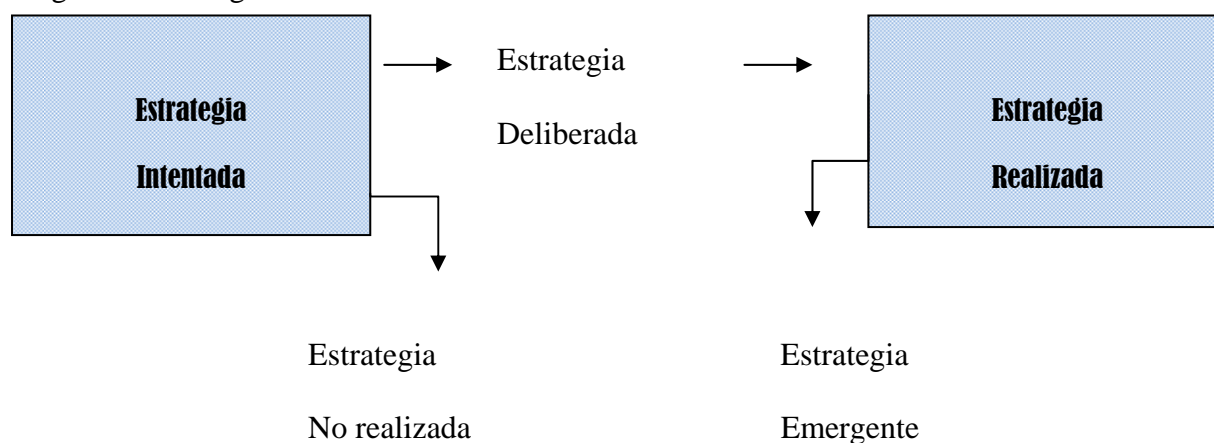 Estrategia
Intentada
Estrategia
Deliberada
Estrategia
Realizada
Estrategia
No realizada
Estrategia
Emergente